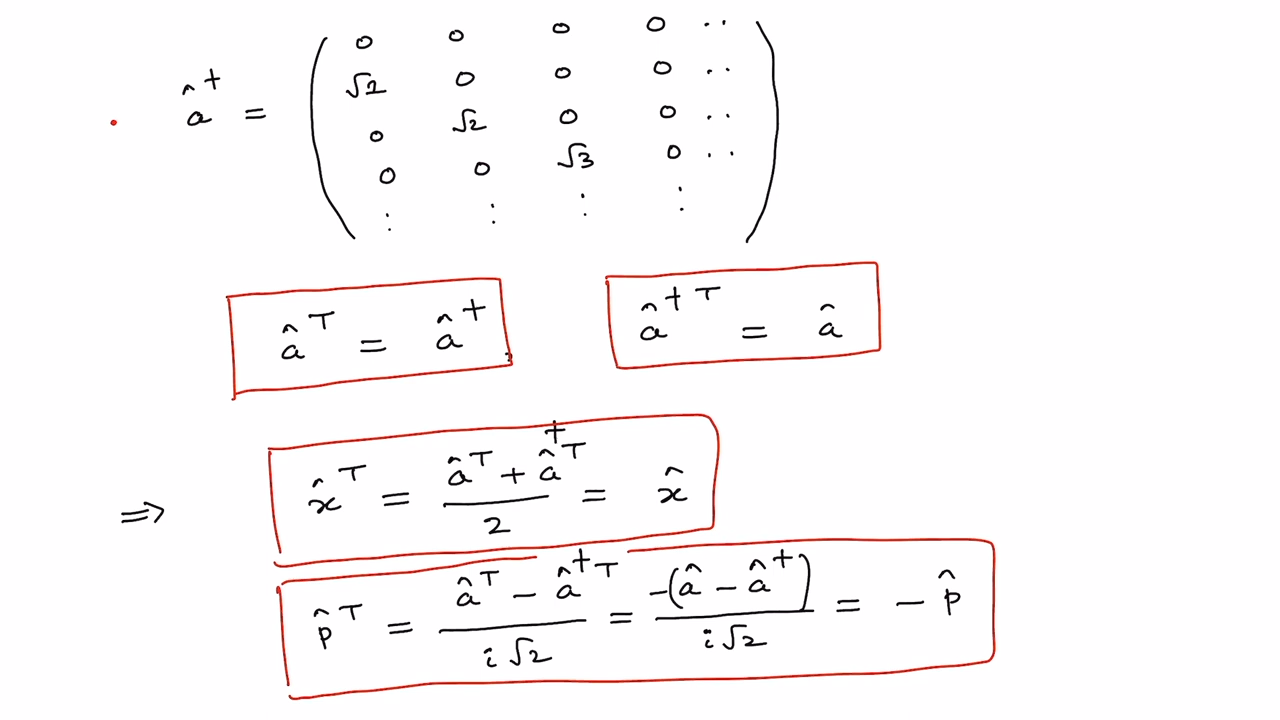 â† = ( 0 0 0 0 ..
√2 0 0 0 ..
0 √2 0 0 ..
0 0 √3 0 ..
⋮ ⋮ ⋮ ⋮ )
âᵀ = â† â†ᵀ = â
⇒ x̂ᵀ = (âᵀ + â†ᵀ)/2 = x̂
p̂ᵀ = (âᵀ − â†ᵀ)/(i√2) = −(â − â†)/(i√2) = − p̂